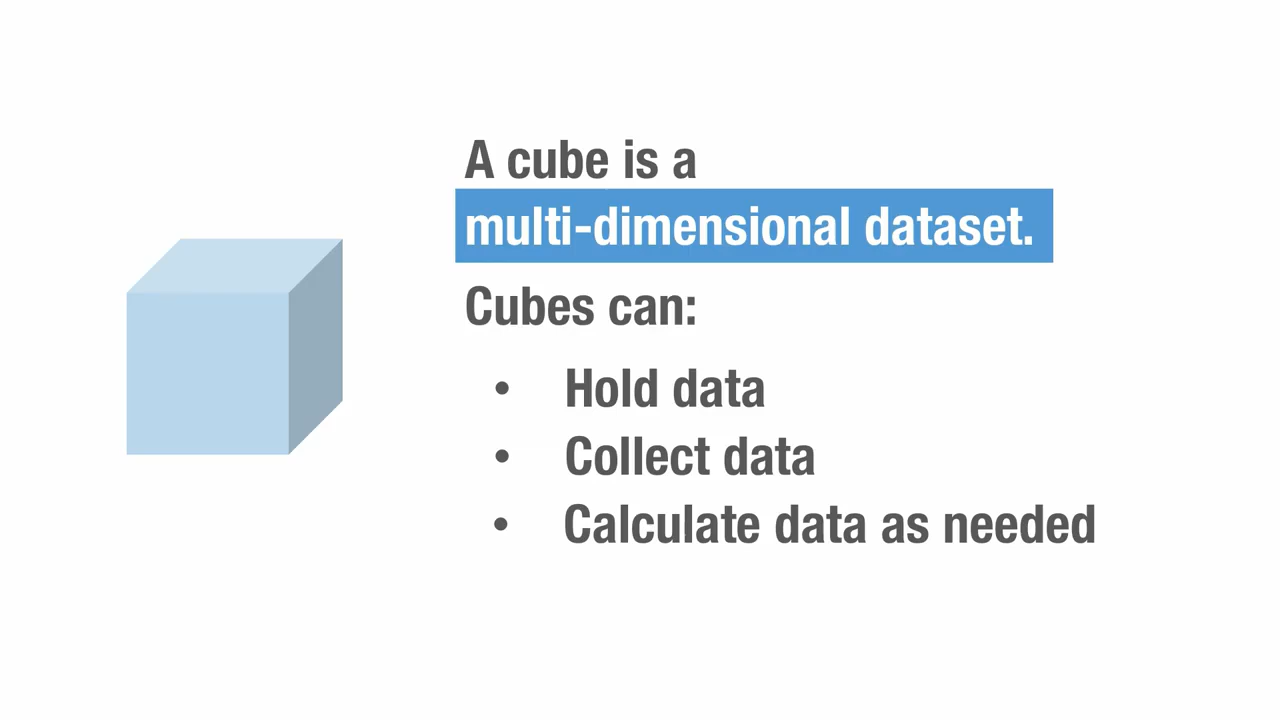 A cube is a
multi-dimensional dataset.
Cubes can:
• Hold data
• Collect data
• Calculate data as needed